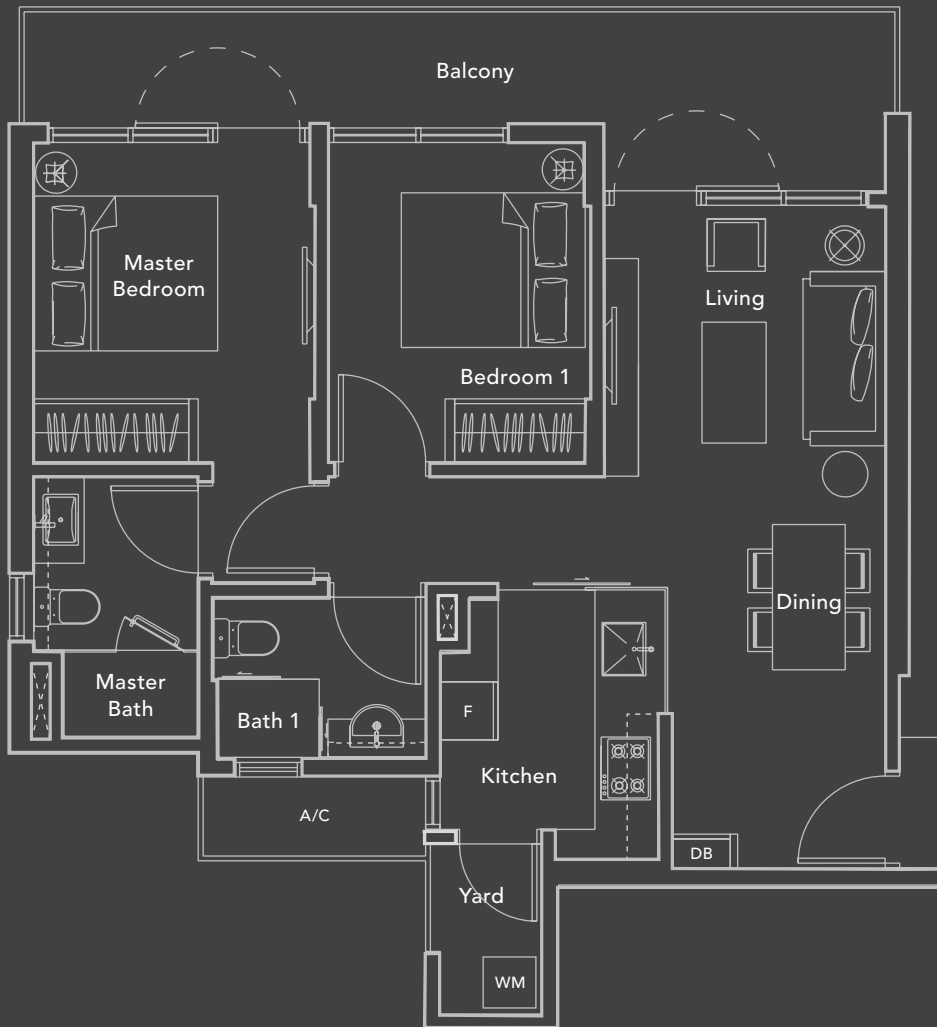 Balcony
Master
Bedroom
Living
Bedroom 1
Dining
Master
Bath
Bath 1
F
Kitchen
A/C
DB
Yard
WM